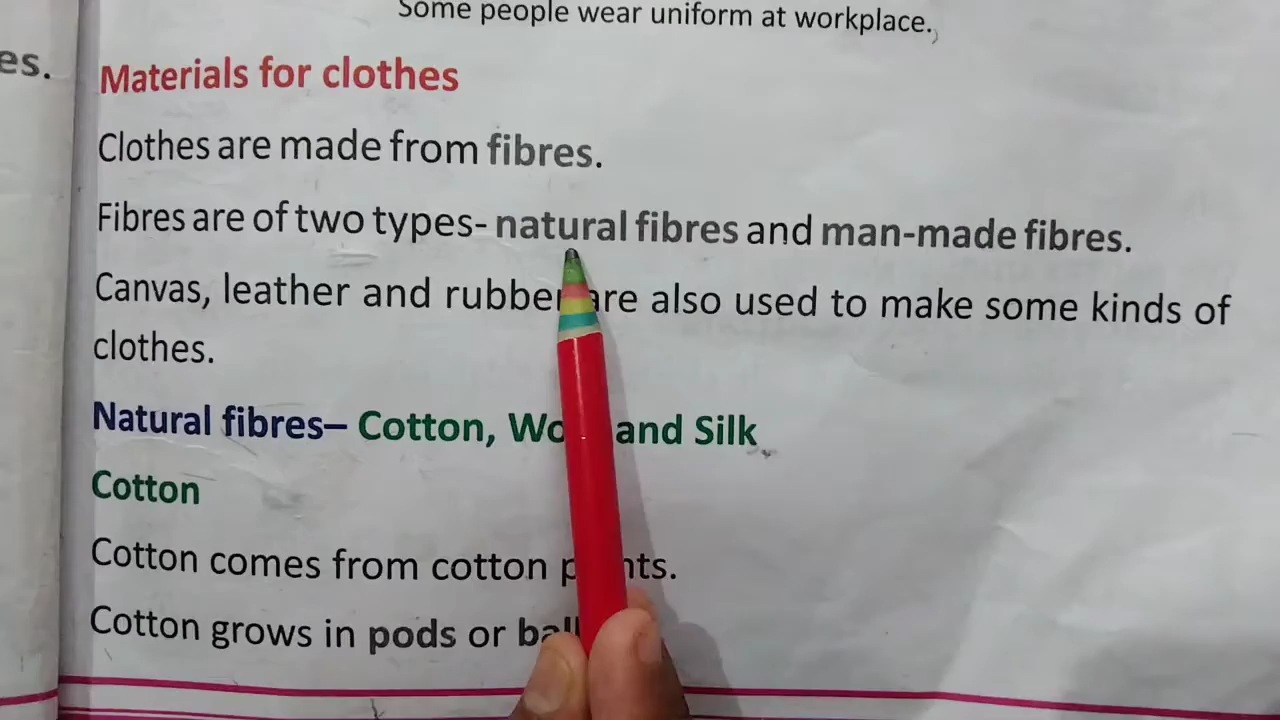 Some people wear uniform at workplace.
es.
Materials for clothes
Clothes are made from fibres.
Fibres are of two types- natural fibres and man-made fibres.
Canvas, leather and rubber are also used to make some kinds of
clothes.
Natural fibres– Cotton, Wool and Silk
Cotton
Cotton comes from cotton plants.
Cotton grows in pods or